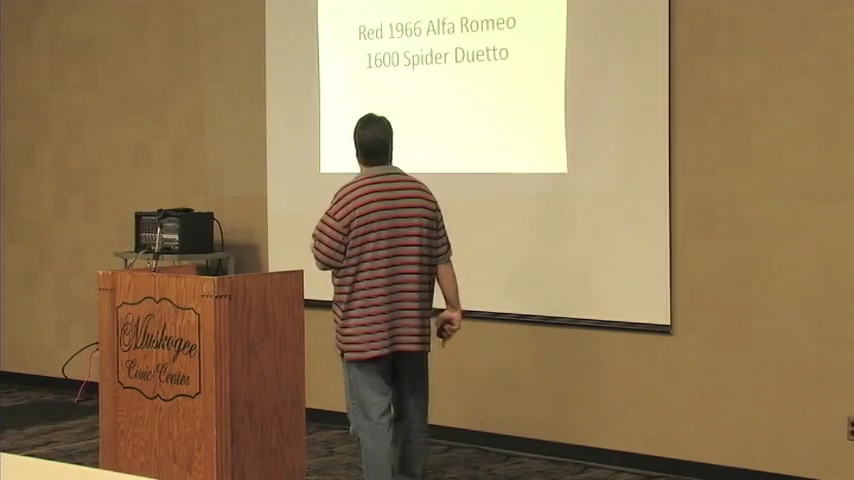 Red 1966 Alfa Romeo
1600 Spider Duetto
Muskogee
Civic Center